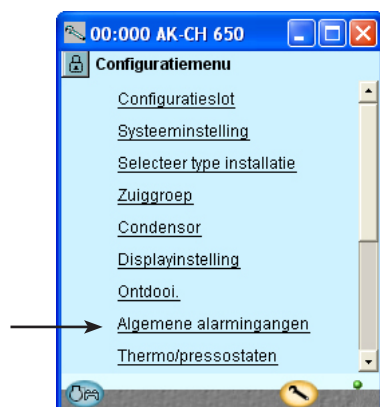 00:000 AK-CH 650
Configuratiemenu
Configuratieslot
Systeeminstelling
Selecteer type installatie
Zuiggroep
Condensor
Displayinstelling
Ontdooi.
Algemene alarmingangen
Thermo/pressostaten